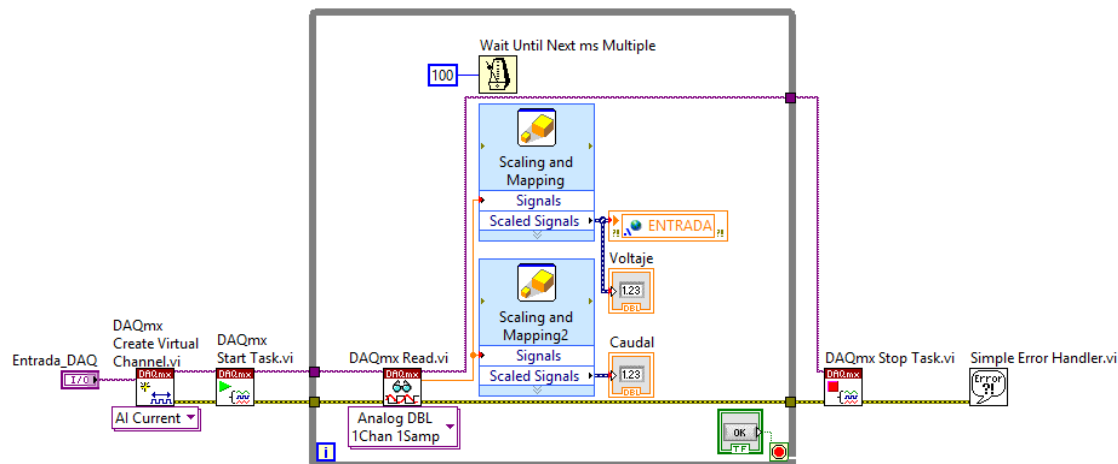 Wait Until Next ms Multiple
100
Scaling and
Mapping
Signals
Scaled Signals
?! ENTRADA ?!
Voltaje
1.23
DBL
Scaling and
Mapping2
Signals
Scaled Signals
Caudal
1.23
DBL
Entrada_DAQ
I/O
DAQmx
Create Virtual
Channel.vi
DAQmx
AI Current
DAQmx
Start Task.vi
DAQmx
DAQmx Read.vi
DAQmx
Analog DBL
1Chan 1Samp
i
OK
TF
DAQmx Stop Task.vi
DAQmx
Simple Error Handler.vi
Error
?!